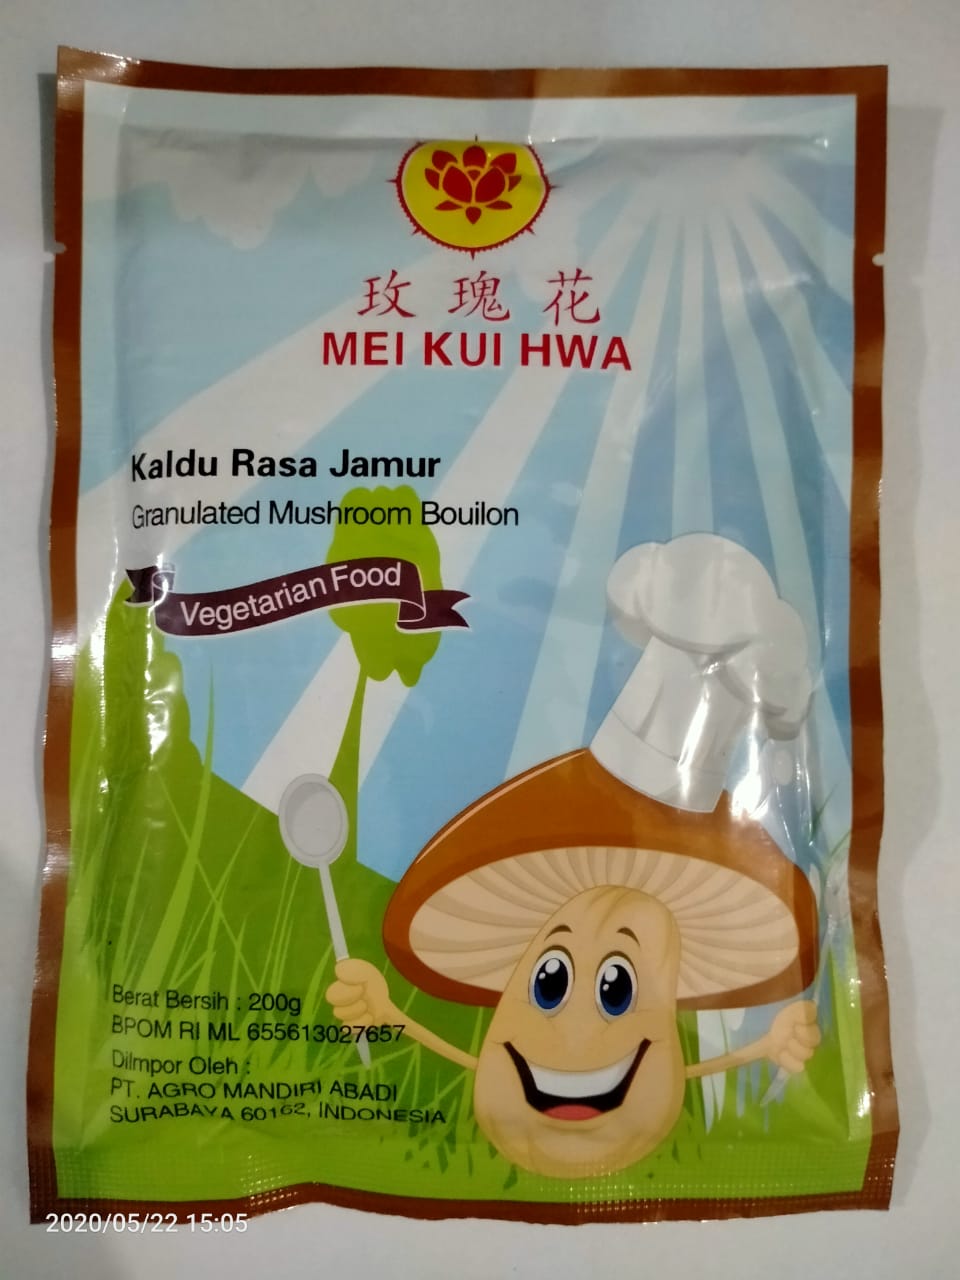 玫瑰花
MEI KUI HWA
Kaldu Rasa Jamur
Granulated Mushroom Bouilon
Vegetarian Food
Berat Bersih : 200g
BPOM RI ML 655613027657
DiImpor Oleh :
PT. AGRO MANDIRI ABADI
SURABAYA 60162, INDONESIA
2020/05/22 15:05